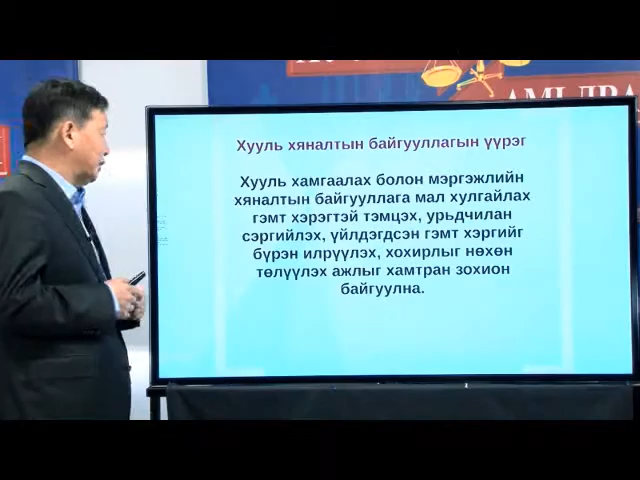 АМЬДРА
Хууль хяналтын байгууллагын үүрэг
Хууль хамгаалах болон мэргэжлийн
хяналтын байгууллага мал хулгайлах
гэмт хэрэгтэй тэмцэх, урьдчилан
сэргийлэх, үйлдэгдсэн гэмт хэргийг
бүрэн илрүүлэх, хохирлыг нөхөн
төлүүлэх ажлыг хамтран зохион
байгуулна.